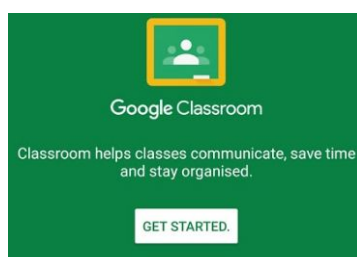 Google Classroom
Classroom helps classes communicate, save time
and stay organised.
GET STARTED.